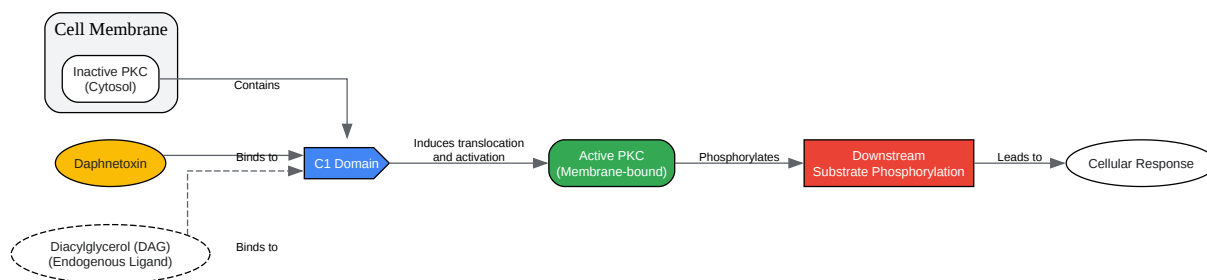 Cell Membrane
Inactive PKC
(Cytosol)
Contains
Daphnetoxin
Binds to
C1 Domain
Induces translocation
and activation
Active PKC
(Membrane-bound)
Phosphorylates
Downstream
Substrate Phosphorylation
Leads to
Cellular Response
Diacylglycerol (DAG)
(Endogenous Ligand)
Binds to